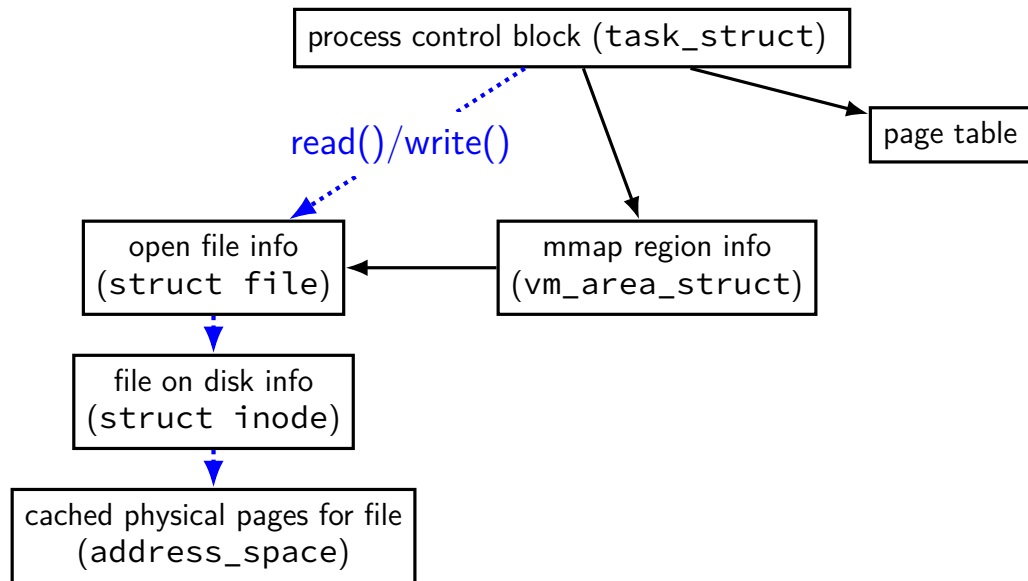 process control block (task_struct)
page table
read()/write()
open file info
(struct file)
mmap region info
(vm_area_struct)
file on disk info
(struct inode)
cached physical pages for file
(address_space)